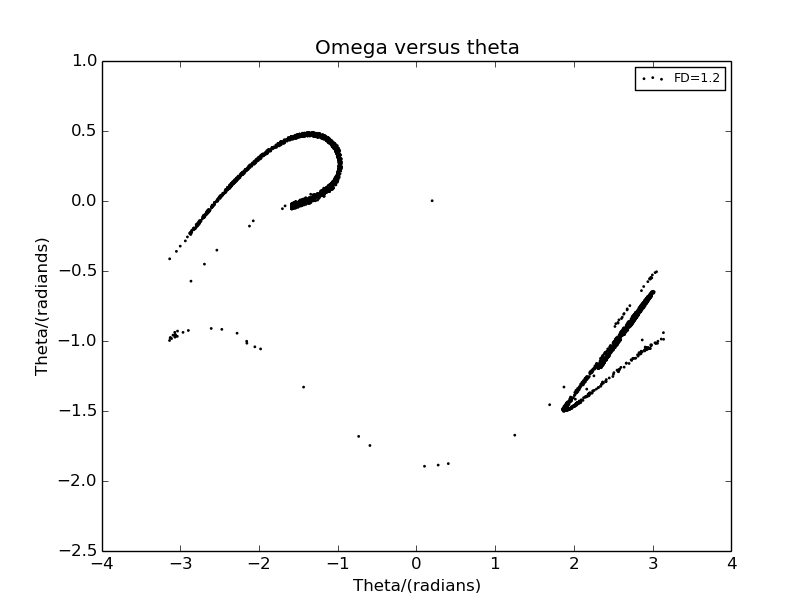 Omega versus theta
FD=1.2
1.0
0.5
0.0
−0.5
−1.0
−1.5
−2.0
−2.5
Theta/(radiands)
−4 −3 −2 −1 0 1 2 3 4
Theta/(radians)